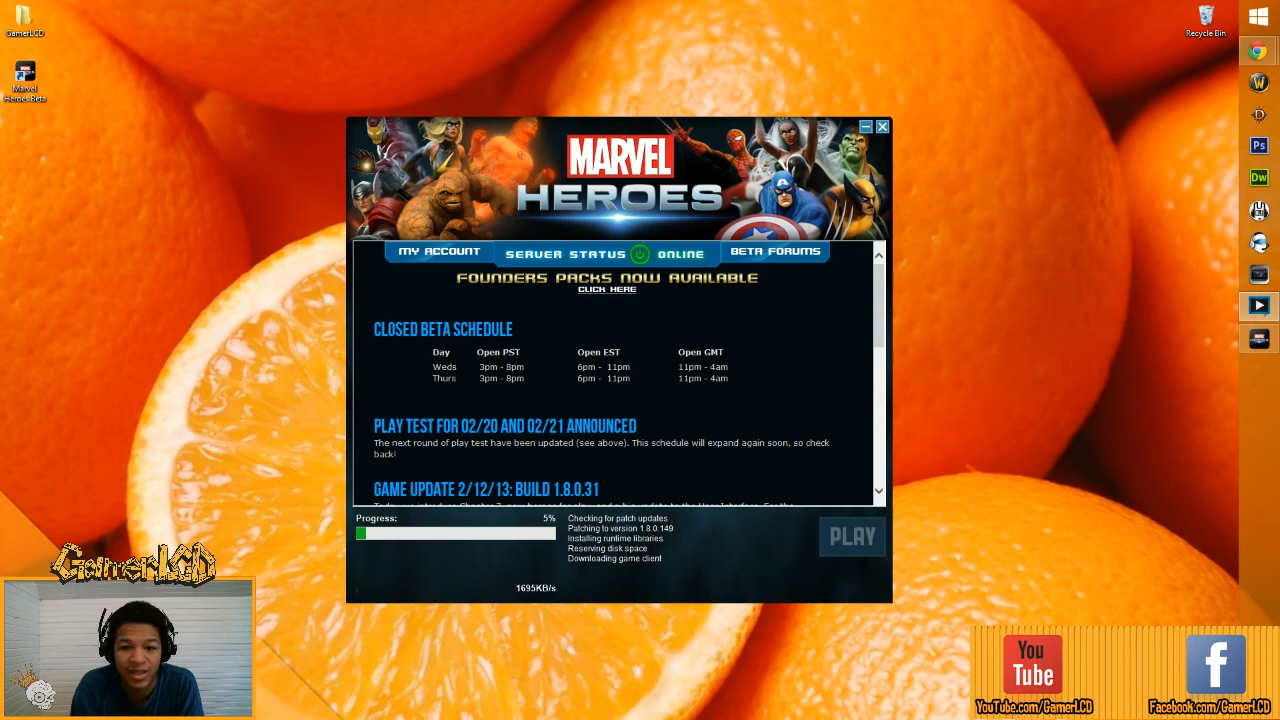 GamerLCD
Marvel
Heroes Beta
Recycle Bin
MARVEL
HEROES
MY ACCOUNT
SERVER STATUS ONLINE
BETA FORUMS
FOUNDERS PACKS NOW AVAILABLE
CLICK HERE
CLOSED BETA SCHEDULE
Day Open PST Open EST Open GMT
Weds 3pm - 8pm 6pm - 11pm 11pm - 4am
Thurs 3pm - 8pm 6pm - 11pm 11pm - 4am
PLAY TEST FOR 02/20 AND 02/21 ANNOUNCED
The next round of play test have been updated (see above). This schedule will expand again soon, so check
back!
GAME UPDATE 2/12/13: BUILD 1.8.0.31
Progress: 5%
1695KB/s
Checking for patch updates
Patching to version 1.8.0.149
Installing runtime libraries
Reserving disk space
Downloading game client
PLAY
W
D
Ps
Dw
GamerLCD
You
Tube
YouTube.com/GamerLCD
f
Facebook.com/GamerLCD